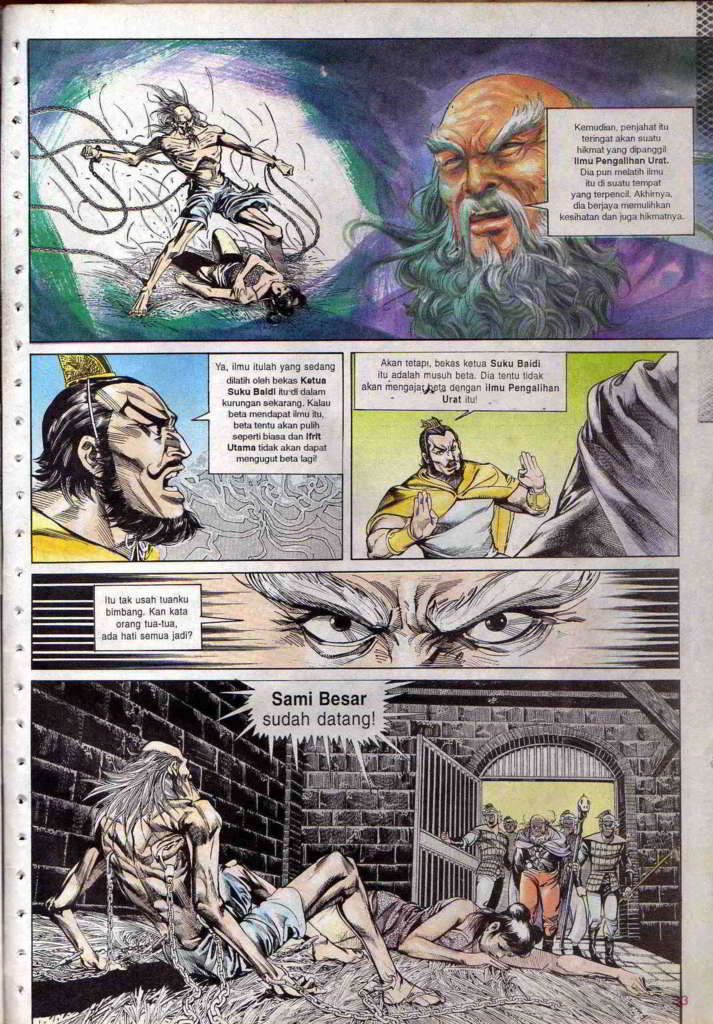 Kemudian, penjahat itu
teringat akan suatu
hikmat yang dipanggil
Ilmu Pengalihan Urat.
Dia pun melatih ilmu
itu di suatu tempat
yang terpencil. Akhirnya,
dia berjaya memulihkan
kesihatan dan juga hikmatnya.
Ya, ilmu itulah yang sedang
dilatih oleh bekas Ketua
Suku Baidi itu di dalam
kurungan sekarang. Kalau
beta mendapat ilmu itu,
beta tentu akan pulih
seperti biasa dan Ifrit
Utama tidak akan dapat
mengugut beta lagi!
Akan tetapi, bekas ketua Suku Baidi
itu adalah musuh beta. Dia tentu tidak
akan mengajar beta dengan Ilmu Pengalihan
Urat itu!
Itu tak usah tuanku
bimbang. Kan kata
orang tua-tua,
ada hati semua jadi?
Sami Besar
sudah datang!